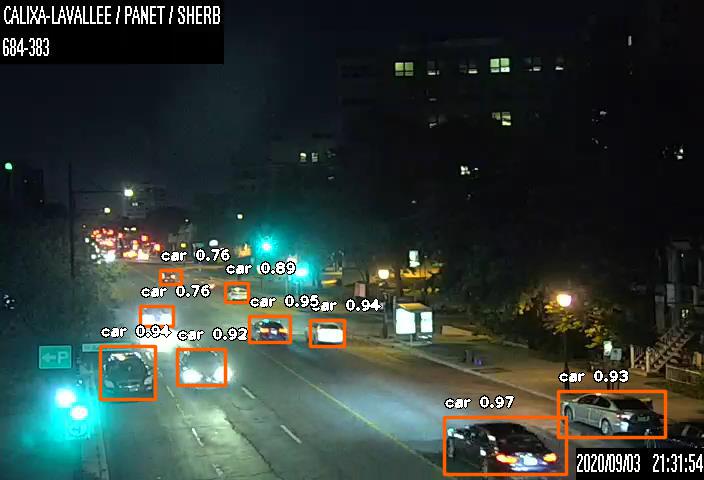 CALIXA-LAVALLEE / PANET / SHERB
684-383
car 0.76
car 0.89
car 0.76
car 0.95
car 0.94
car 0.94
car 0.92
car 0.93
P
car 0.97
2020/09/03 21:31:54